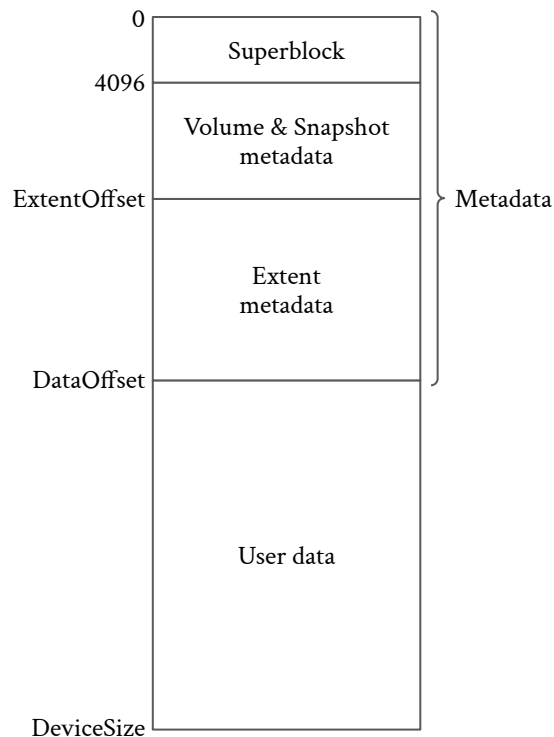 0
Superblock
4096
Volume & Snapshot
metadata
ExtentOffset
Metadata
Extent
metadata
DataOffset
User data
DeviceSize